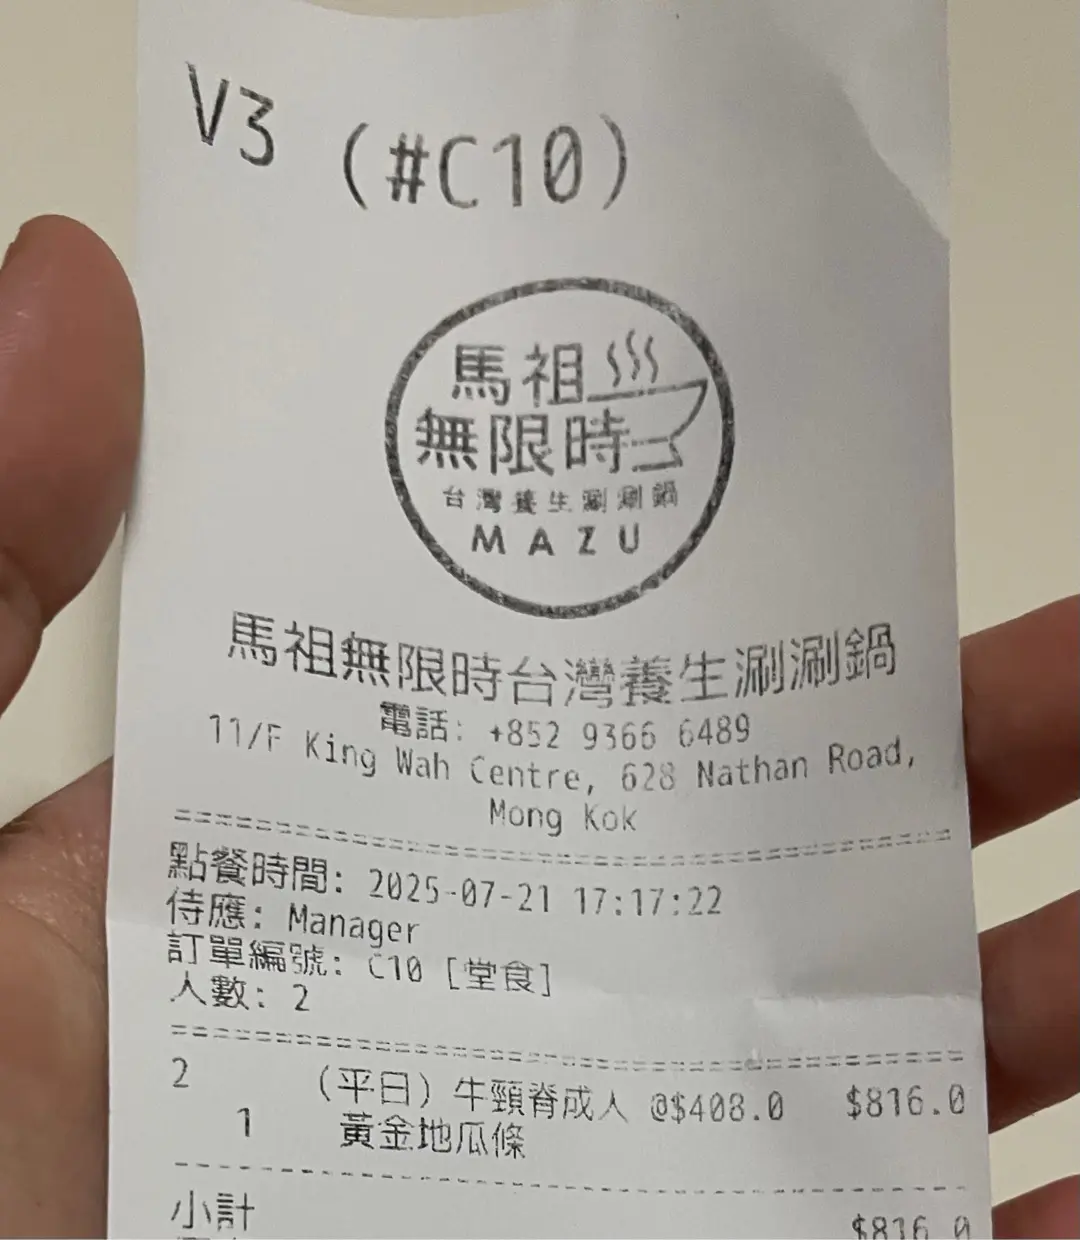 V3 (#C10)
馬祖
無限時
台灣養生涮涮鍋
MAZU
馬祖無限時台灣養生涮涮鍋
電話: +852 9366 6489
11/F King Wah Centre, 628 Nathan Road,
Mong Kok
點餐時間: 2025-07-21 17:17:22
侍應: Manager
訂單編號: C10 [堂食]
人數: 2
2 (平日) 牛頸脊成人 @$408.0 $816.0
1 黃金地瓜條
小計 $816.0